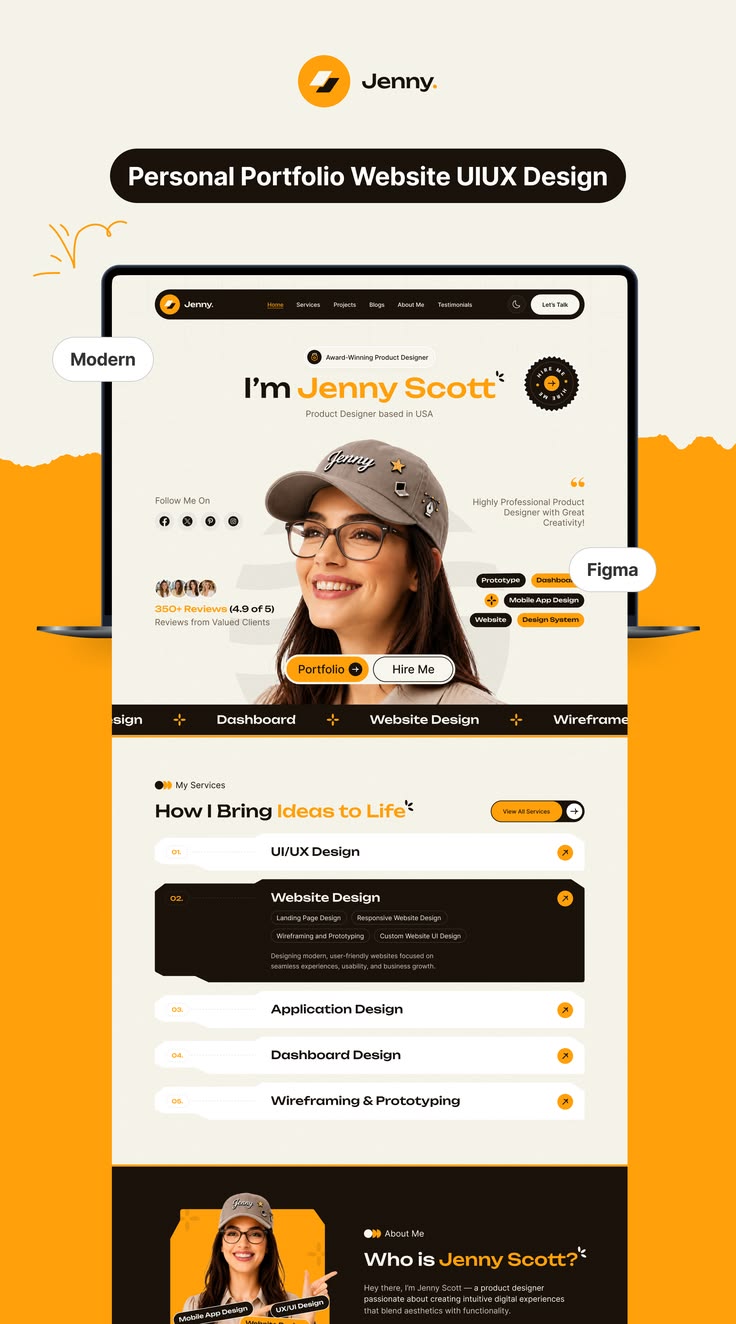 Jenny.
Personal Portfolio Website UIUX Design
Jenny.
Home Services Projects Blogs About Me Testimonials
Let's Talk
Modern
Award-Winning Product Designer
I'm Jenny Scott
HIRE ME HIRE ME
Product Designer based in USA
Jenny
Follow Me On
Highly Professional Product
Designer with Great
Creativity!
Figma
Prototype
Mobile App Design
Website Design System
350+ Reviews (4.9 of 5)
Reviews from Valued Clients
Portfolio
Hire Me
Dashboard Website Design Wireframe
My Services
How I Bring Ideas to Life
View All Services
01. UI/UX Design
02. Website Design
Landing Page Design Responsive Website Design
Wireframing and Prototyping Custom Website UI Design
Designing modern, user-friendly websites focused on
seamless experiences, usability, and business growth.
03. Application Design
04. Dashboard Design
05. Wireframing & Prototyping
Jenny
About Me
Who is Jenny Scott?
Hey there, I'm Jenny Scott — a product designer
passionate about creating intuitive digital experiences
that blend aesthetics with functionality.
Mobile App Design
UX/UI Design